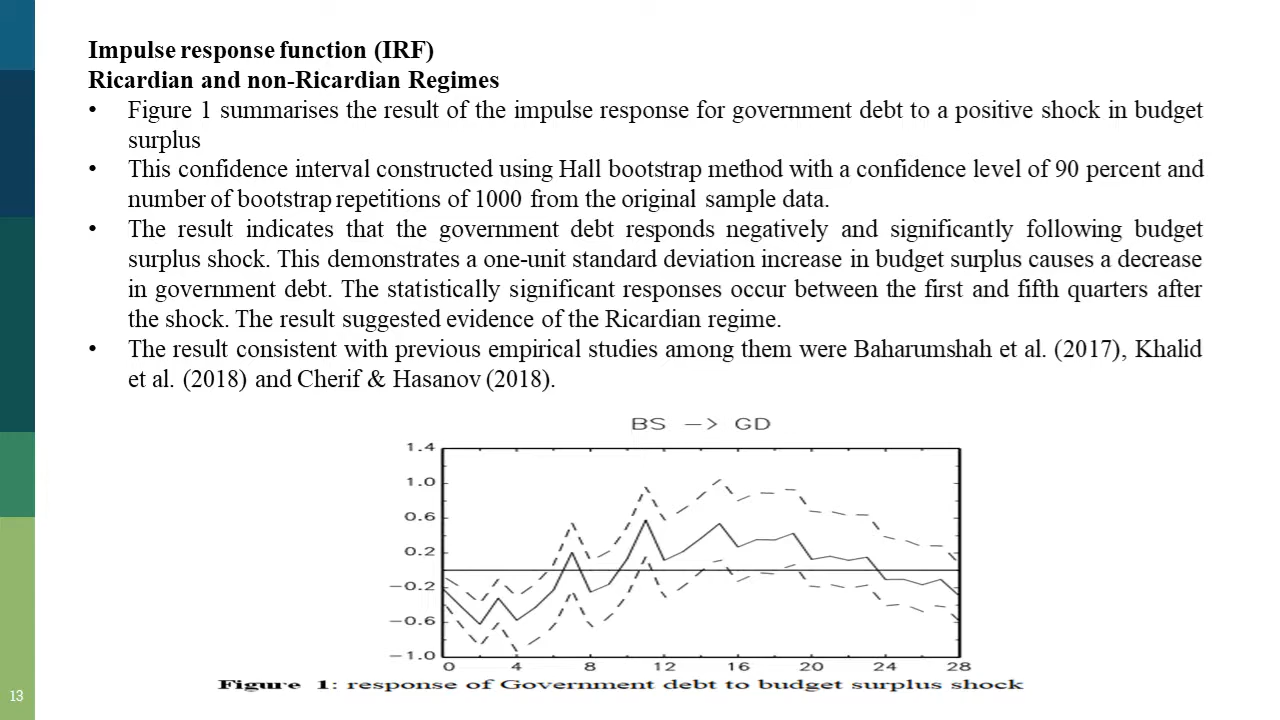 Impulse response function (IRF)
Ricardian and non-Ricardian Regimes
• Figure 1 summarises the result of the impulse response for government debt to a positive shock in budget
surplus
• This confidence interval constructed using Hall bootstrap method with a confidence level of 90 percent and
number of bootstrap repetitions of 1000 from the original sample data.
• The result indicates that the government debt responds negatively and significantly following budget
surplus shock. This demonstrates a one-unit standard deviation increase in budget surplus causes a decrease
in government debt. The statistically significant responses occur between the first and fifth quarters after
the shock. The result suggested evidence of the Ricardian regime.
• The result consistent with previous empirical studies among them were Baharumshah et al. (2017), Khalid
et al. (2018) and Cherif & Hasanov (2018).
BS —> GD
1.4
1.0
0.6
0.2
−0.2
−0.6
−1.0
0 4 8 12 16 20 24 28
Figure 1: response of Government debt to budget surplus shock
13